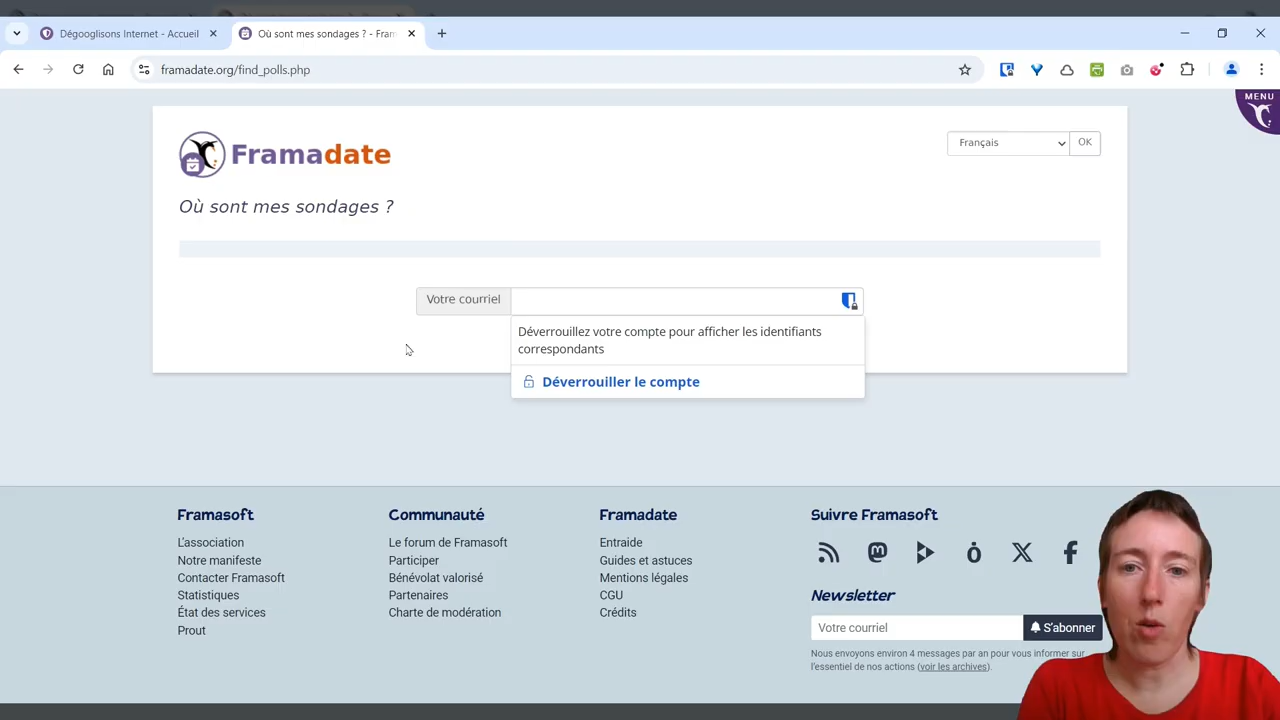 Dégooglisons Internet - Accueil
Où sont mes sondages ? - Fram
framadate.org/find_polls.php
MENU
Framadate
Français
OK
Où sont mes sondages ?
Votre courriel
Déverrouillez votre compte pour afficher les identifiants
correspondants
Déverrouiller le compte
Framasoft
L'association
Notre manifeste
Contacter Framasoft
Statistiques
État des services
Prout
Communauté
Le forum de Framasoft
Participer
Bénévolat valorisé
Partenaires
Charte de modération
Framadate
Entraide
Guides et astuces
Mentions légales
CGU
Crédits
Suivre Framasoft
Newsletter
Votre courriel
S'abonner
Nous envoyons environ 4 messages par an pour vous informer sur
l'essentiel de nos actions (voir les archives).